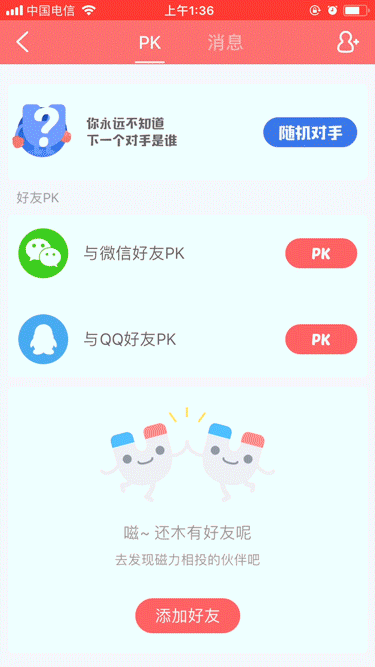 中国电信
上午1:36
PK
消息
?
你永远不知道
下一个对手是谁
随机对手
好友PK
与微信好友PK
PK
与QQ好友PK
PK
嗞~ 还木有好友呢
去发现磁力相投的伙伴吧
添加好友